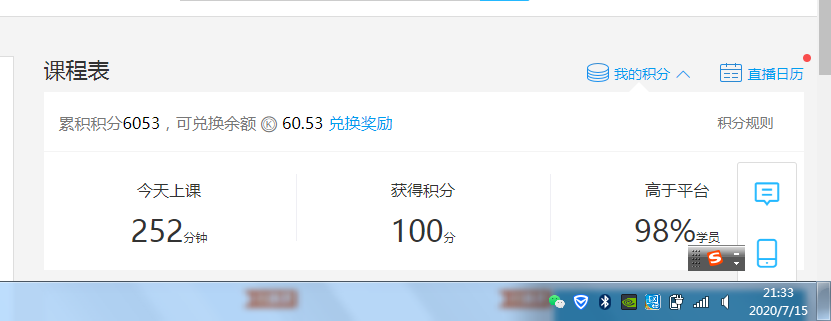 课程表
我的积分
直播日历
累积积分6053，可兑换余额 K 60.53 兑换奖励
积分规则
今天上课
获得积分
高于平台
252分钟
100分
98%学员
S
21:33
2020/7/15